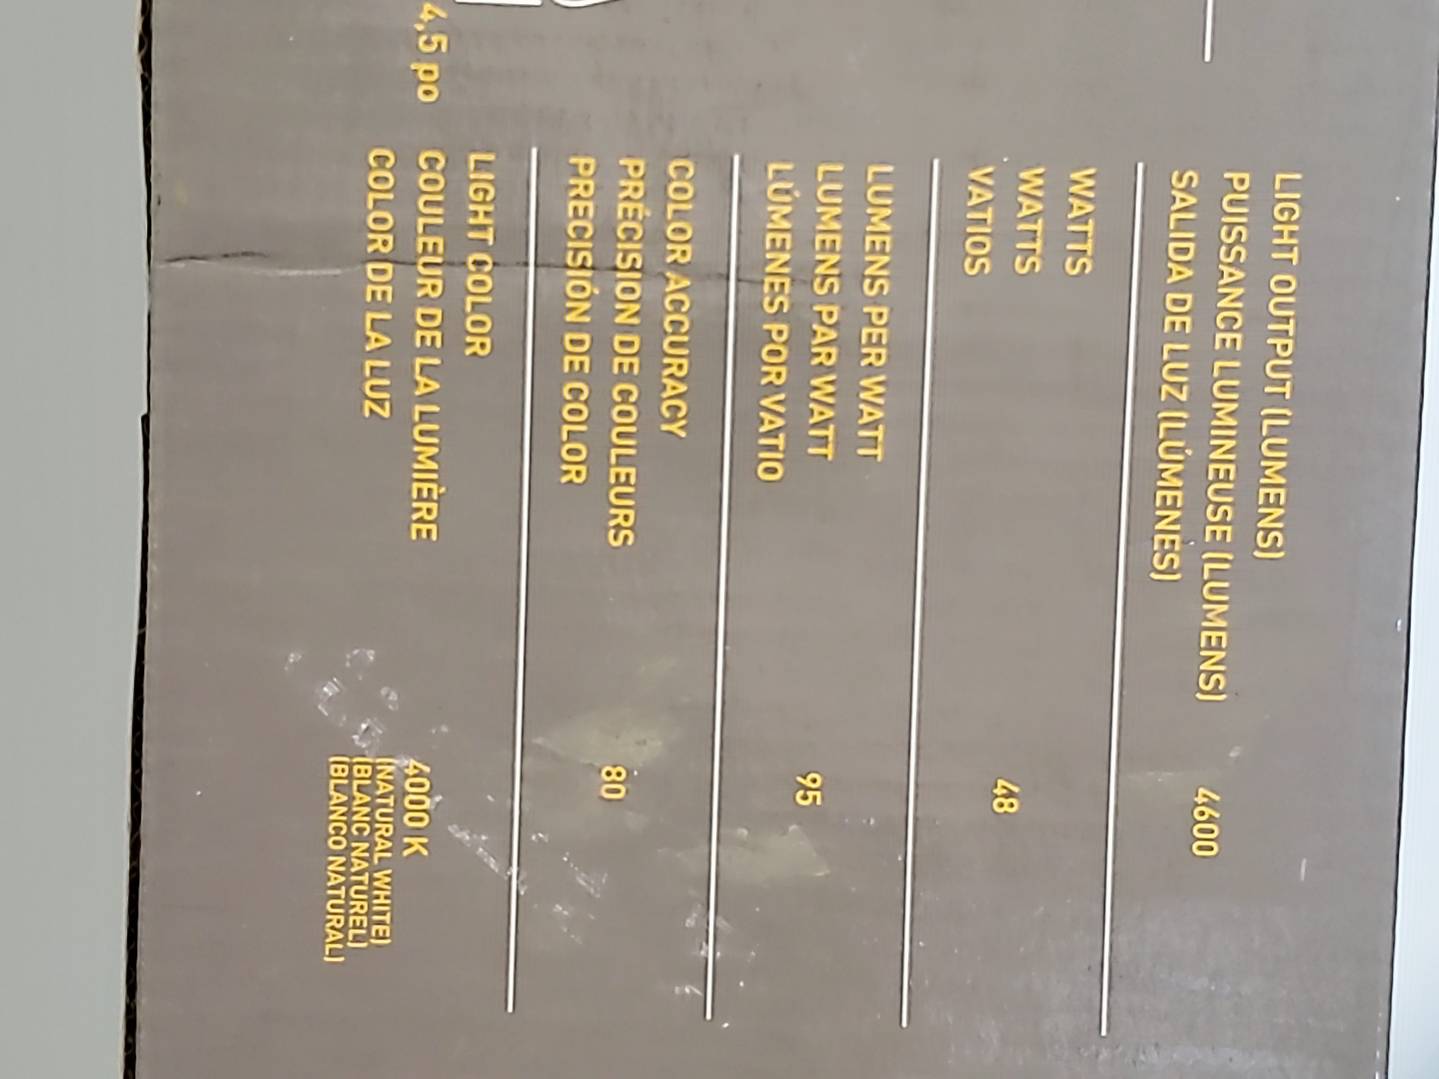 LIGHT OUTPUT (LUMENS)
PUISSANCE LUMINEUSE (LUMENS)
SALIDA DE LUZ (LÚMENES)
4600
WATTS
WATTS
VATIOS
48
LUMENS PER WATT
LUMENS PAR WATT
LÚMENES POR VATIO
95
COLOR ACCURACY
PRÉCISION DE COULEURS
PRECISIÓN DE COLOR
80
LIGHT COLOR
COULEUR DE LA LUMIÈRE
COLOR DE LA LUZ
4000 K
(NATURAL WHITE)
(BLANC NATUREL)
(BLANCO NATURAL)
4,5 po